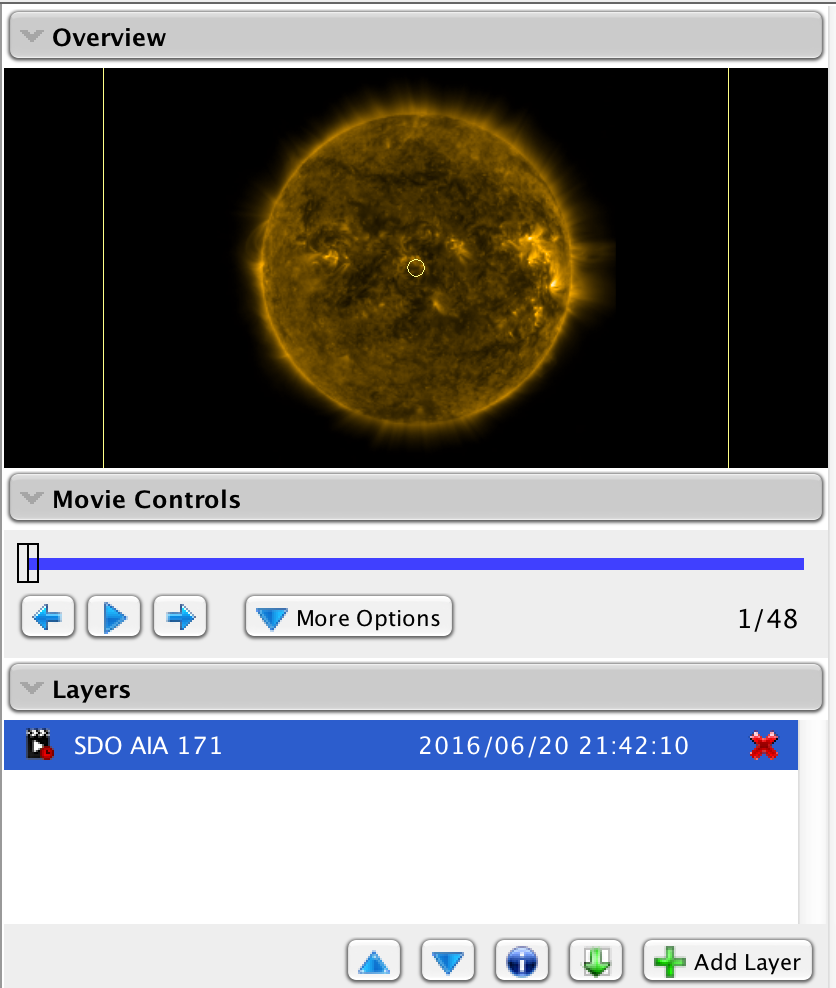 Overview
Movie Controls
More Options
1/48
Layers
SDO AIA 171 2016/06/20 21:42:10
Add Layer